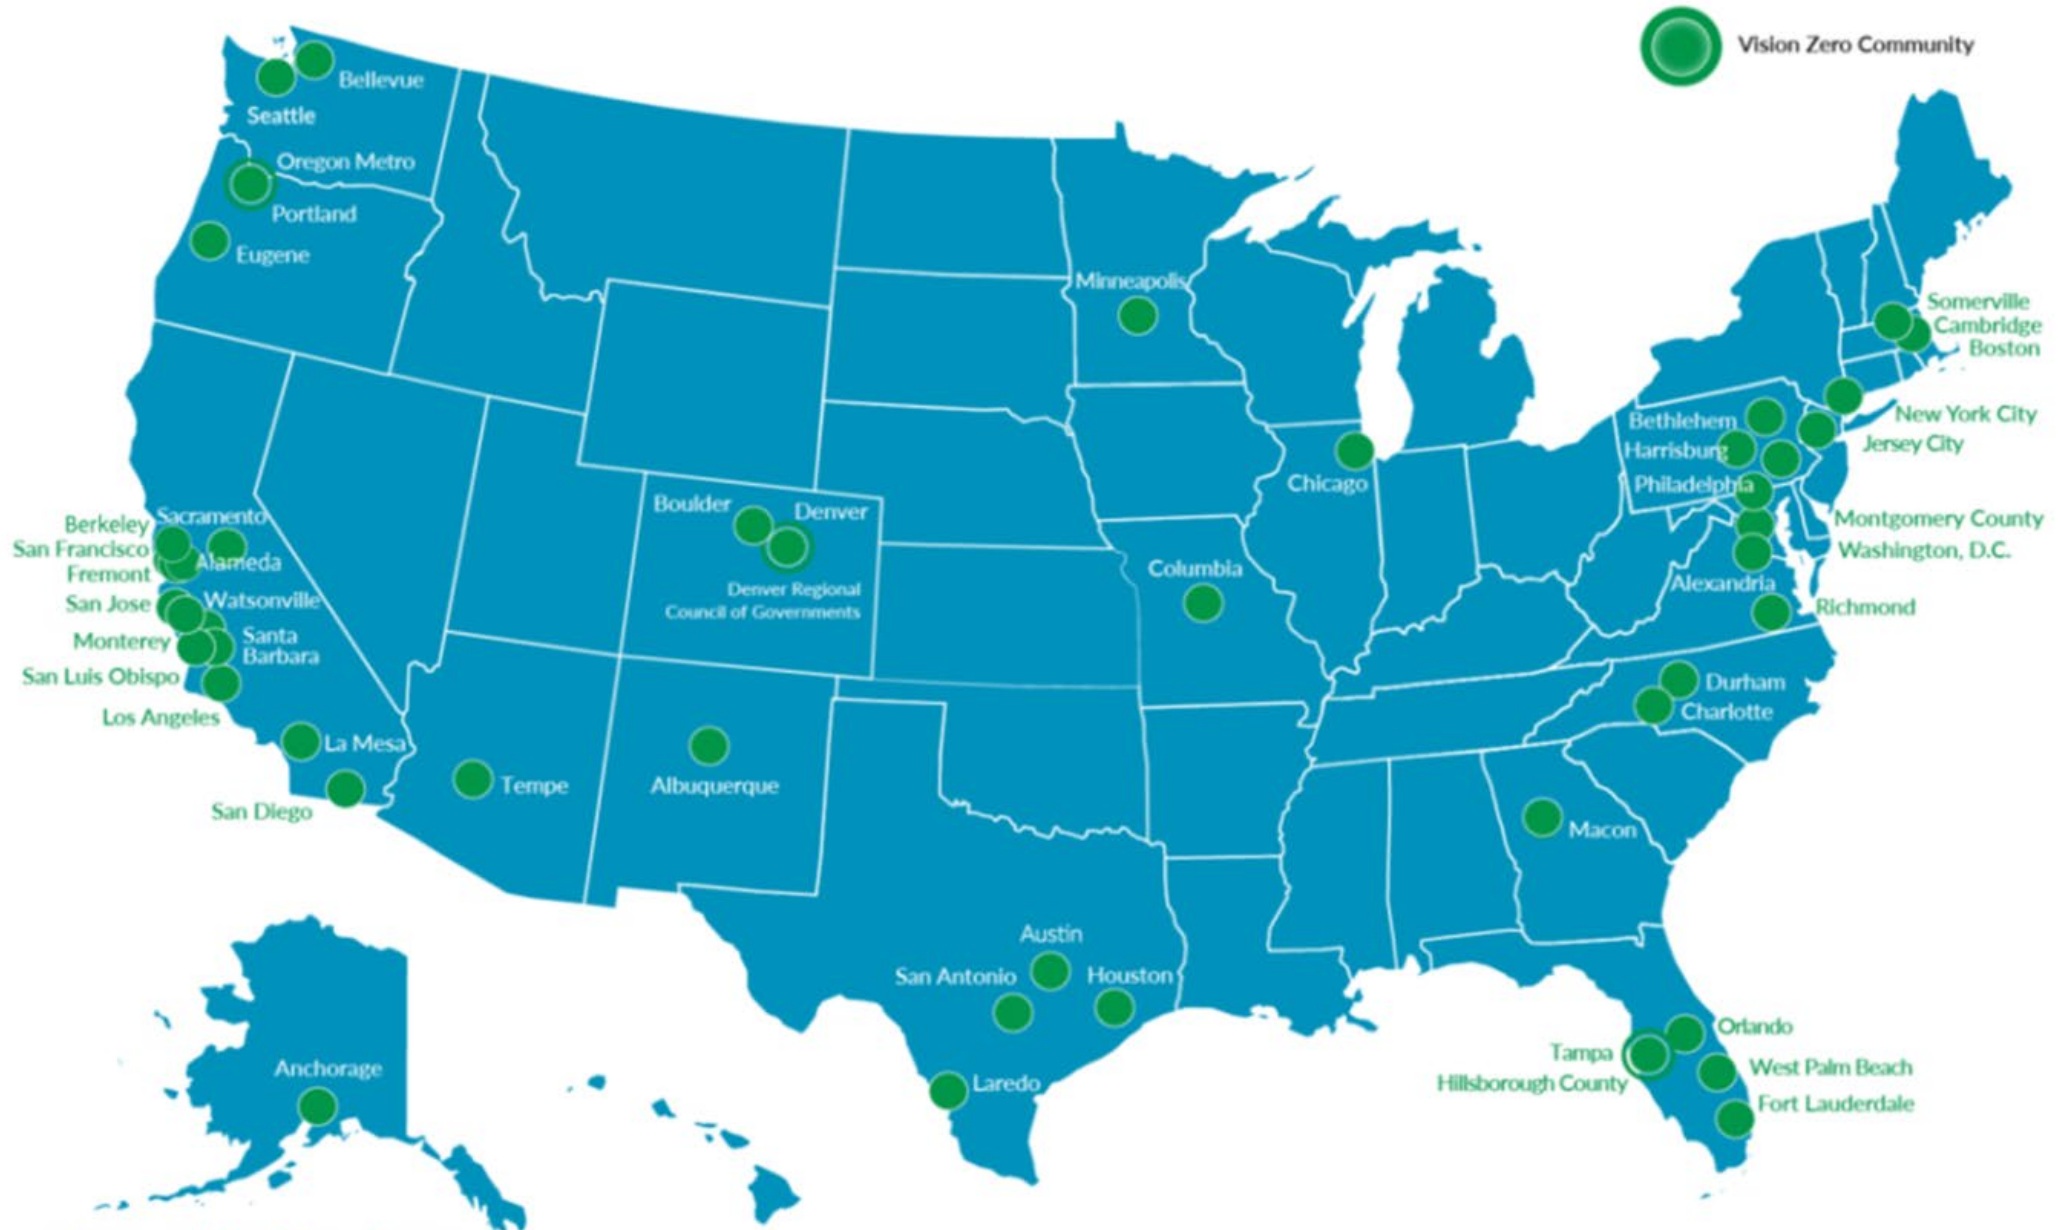 Vision Zero Community
Bellevue
Seattle
Oregon Metro
Portland
Eugene
Minneapolis
Somerville
Cambridge
Boston
Bethlehem
New York City
Harrisburg
Jersey City
Chicago
Philadelphia
Boulder
Denver
Sacramento
Berkeley
San Francisco
Alameda
Fremont
Montgomery County
Washington, D.C.
Columbia
Alexandria
Denver Regional
Council of Governments
San Jose
Watsonville
Richmond
Monterey
Santa
Barbara
San Luis Obispo
Durham
Charlotte
Los Angeles
La Mesa
Tempe
Albuquerque
San Diego
Macon
Austin
San Antonio
Houston
Orlando
Tampa
West Palm Beach
Hillsborough County
Anchorage
Laredo
Fort Lauderdale